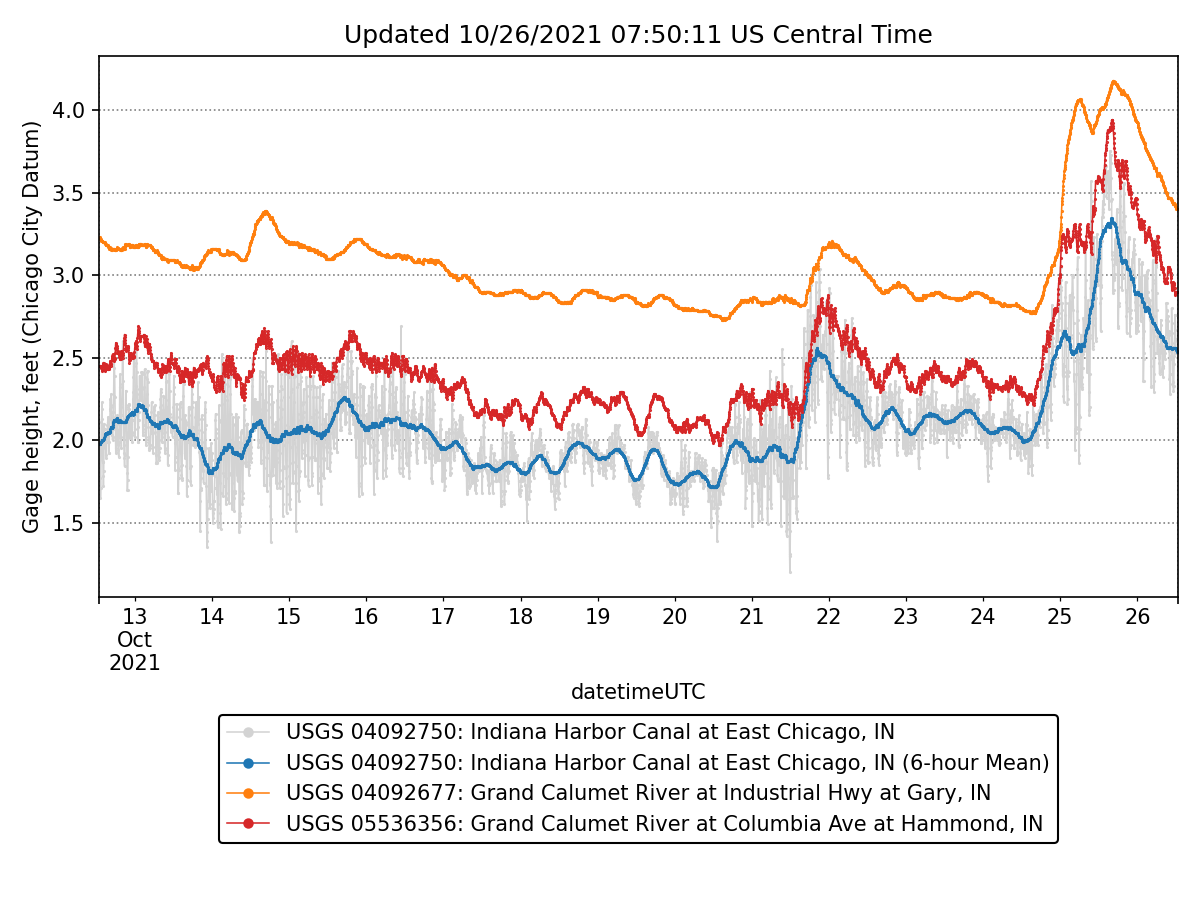 Updated 10/26/2021 07:50:11 US Central Time
Gage height, feet (Chicago City Datum)
4.0
3.5
3.0
2.5
2.0
1.5
13 14 15 16 17 18 19 20 21 22 23 24 25 26
Oct
2021
datetimeUTC
USGS 04092750: Indiana Harbor Canal at East Chicago, IN
USGS 04092750: Indiana Harbor Canal at East Chicago, IN (6-hour Mean)
USGS 04092677: Grand Calumet River at Industrial Hwy at Gary, IN
USGS 05536356: Grand Calumet River at Columbia Ave at Hammond, IN